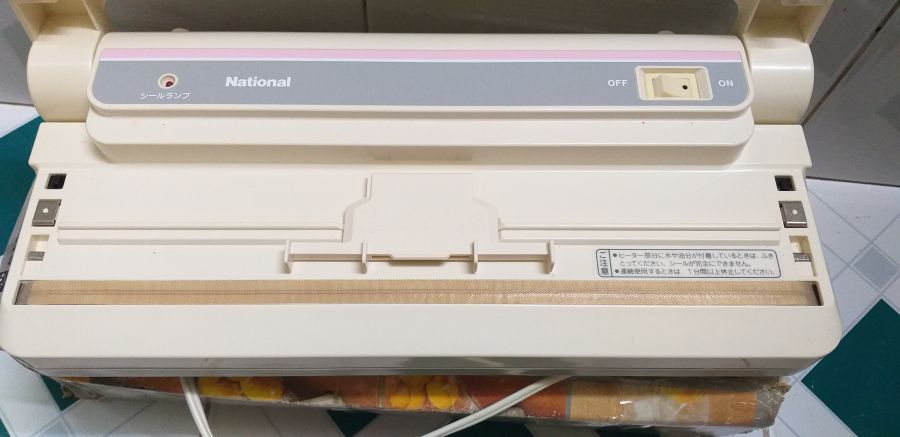 National
シールランプ
OFF
ON
ご注意
●ヒーター部分に水や油分が付着しているときは、ふき
とってください。シールが完全にできません。
●連続使用するときは、1分間以上休止してください。